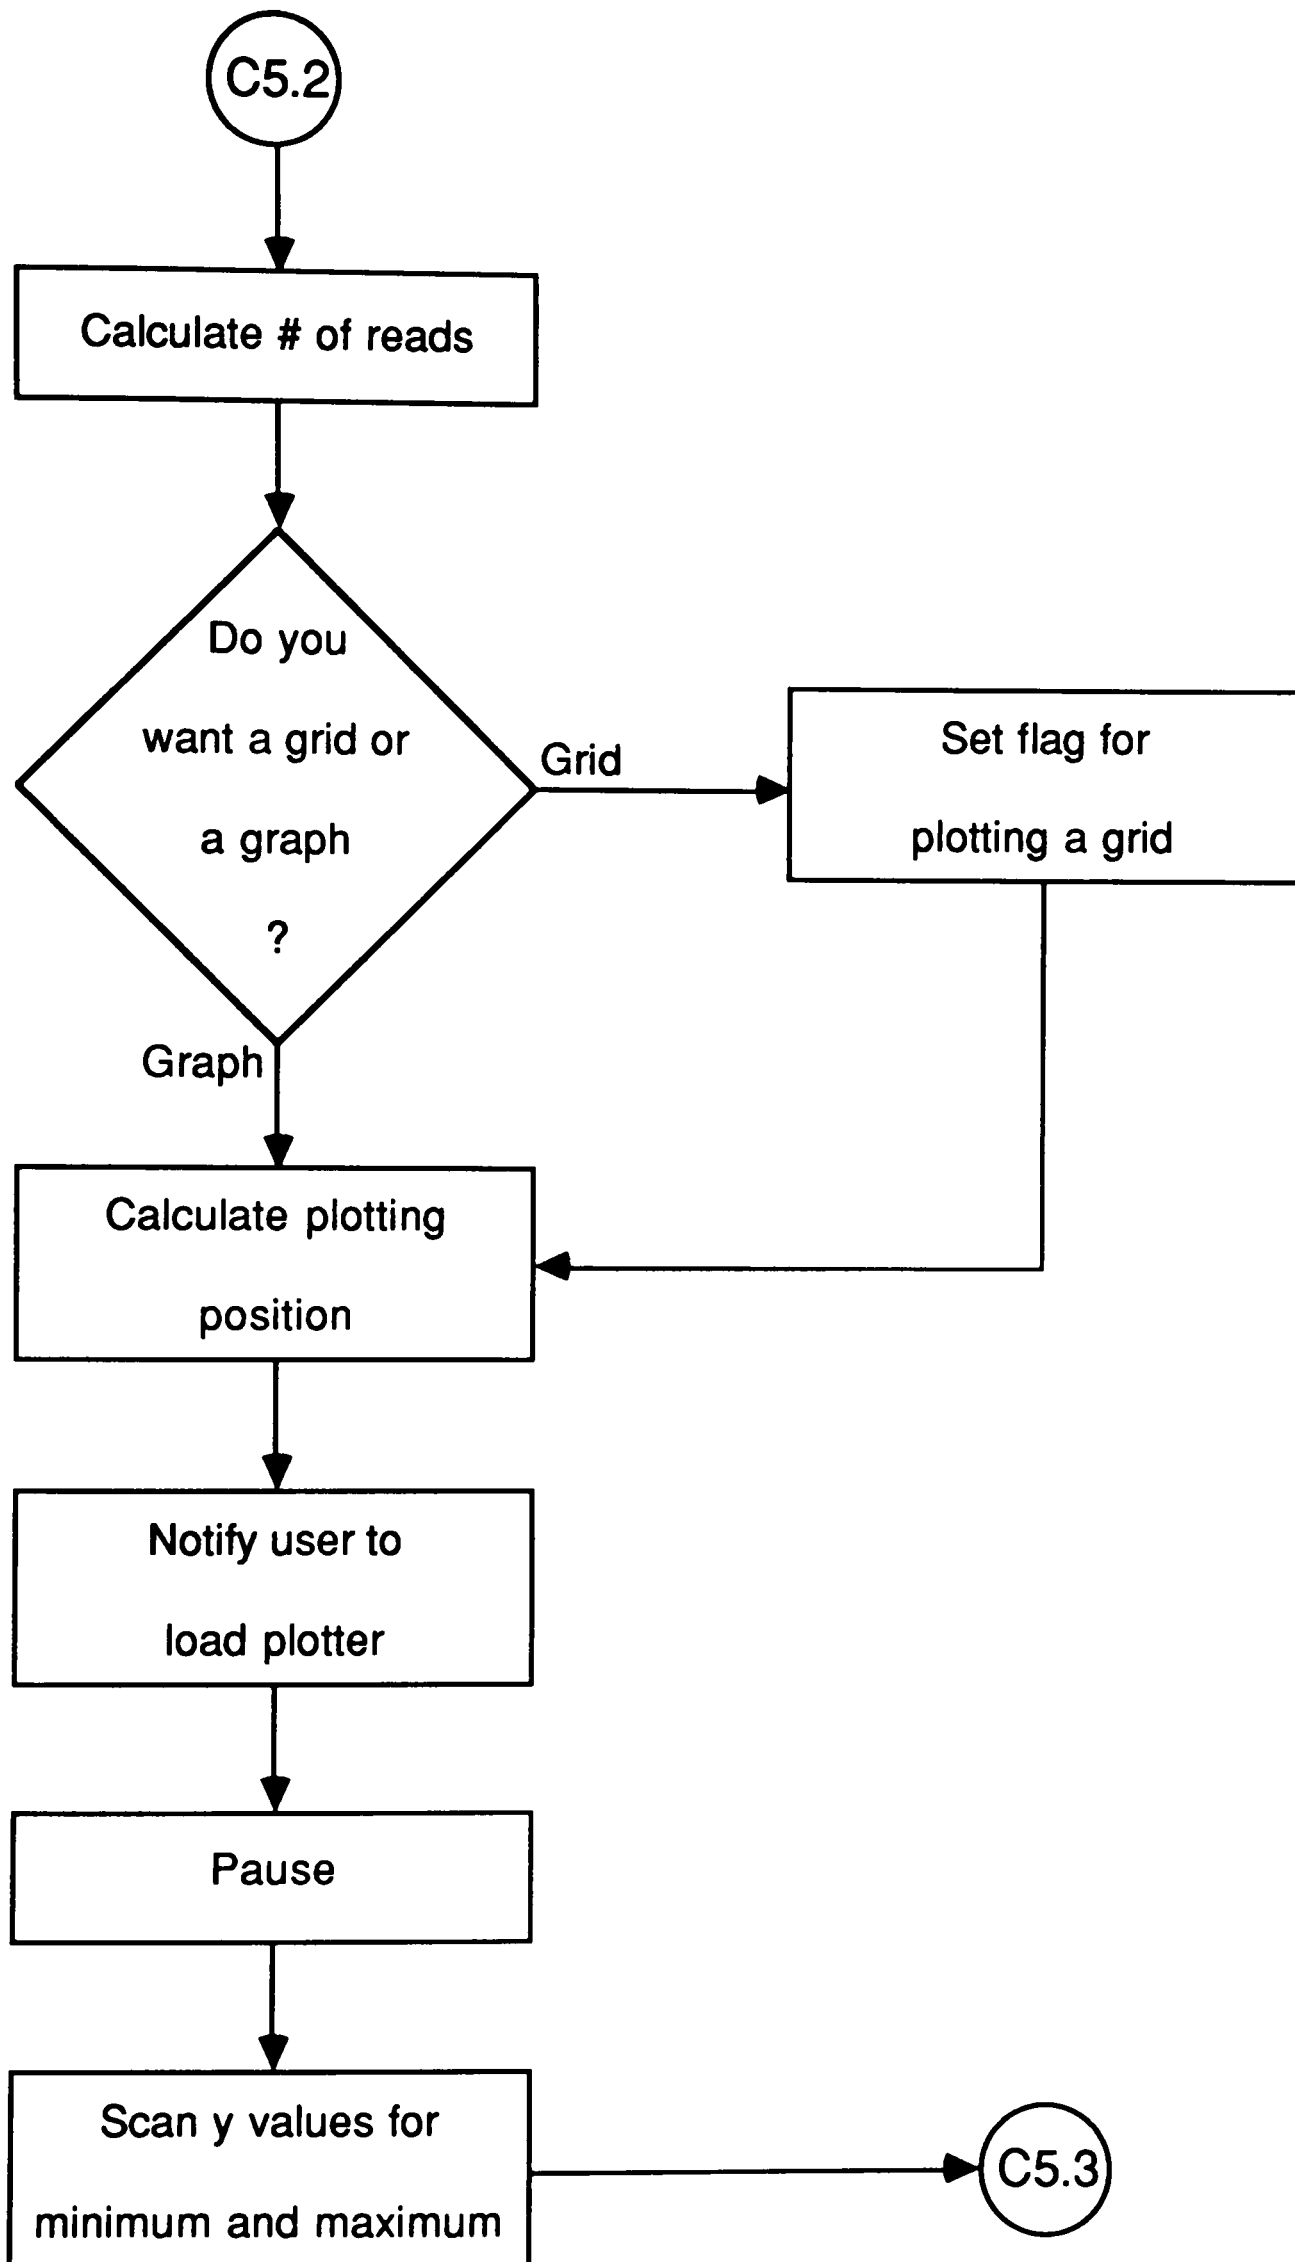 C5.2
Calculate # of reads
Do you
want a grid or
a graph
?
Grid
Set flag for
plotting a grid
Graph
Calculate plotting
position
Notify user to
load plotter
Pause
Scan y values for
minimum and maximum
C5.3